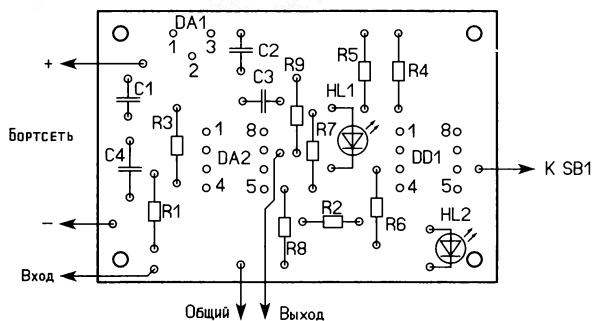 DA1
1 3
2
C2
+
C1
C3
R9
R5
R4
HL1
БОРТСЕТЬ
R3
1 8
DA2
4 5
R7
1 8
DD1
4 5
C4
К SB1
R1
R2
R6
HL2
−
R8
Вход
Общий
Выход